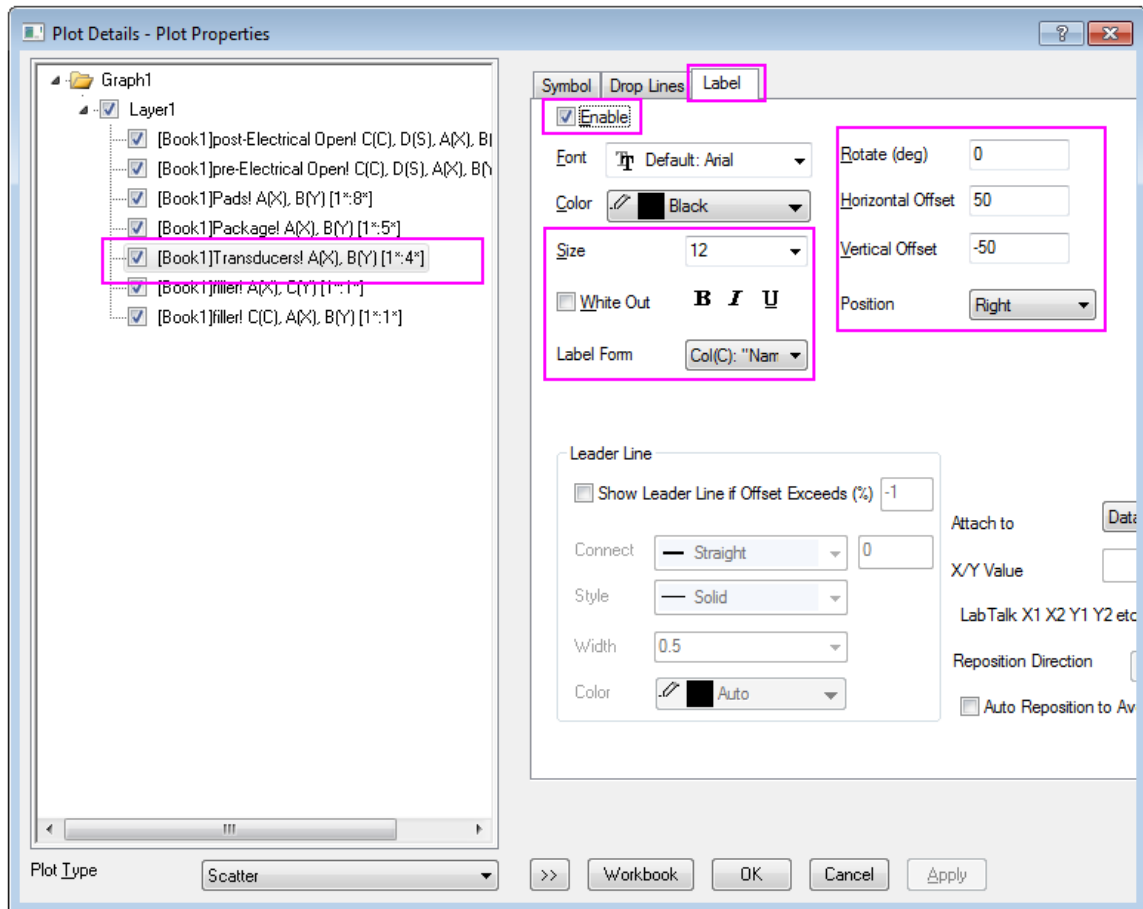 Plot Details - Plot Properties
Graph1
Layer1
[Book1]post-Electrical Open! C(C), D(S), A(X), B(
[Book1]pre-Electrical Open! C(C), D(S), A(X), B(Y
[Book1]Pads! A(X), B(Y) [1*:8*]
[Book1]Package! A(X), B(Y) [1*:5*]
[Book1]Transducers! A(X), B(Y) [1*:4*]
[Book1]filler! A(X), C(Y) [1*:1*]
[Book1]filler! C(C), A(X), B(Y) [1*:1*]
Plot Type
Scatter
Symbol Drop Lines Label
Enable
Font Default: Arial
Color Black
Size 12
White Out B I U
Label Form Col(C): "Nam
Rotate (deg) 0
Horizontal Offset 50
Vertical Offset -50
Position Right
Leader Line
Show Leader Line if Offset Exceeds (%) -1
Connect Straight 0
Style Solid
Width 0.5
Color Auto
Attach to Data
X/Y Value
LabTalk X1 X2 Y1 Y2 etc
Reposition Direction
Auto Reposition to Av
>> Workbook OK Cancel Apply